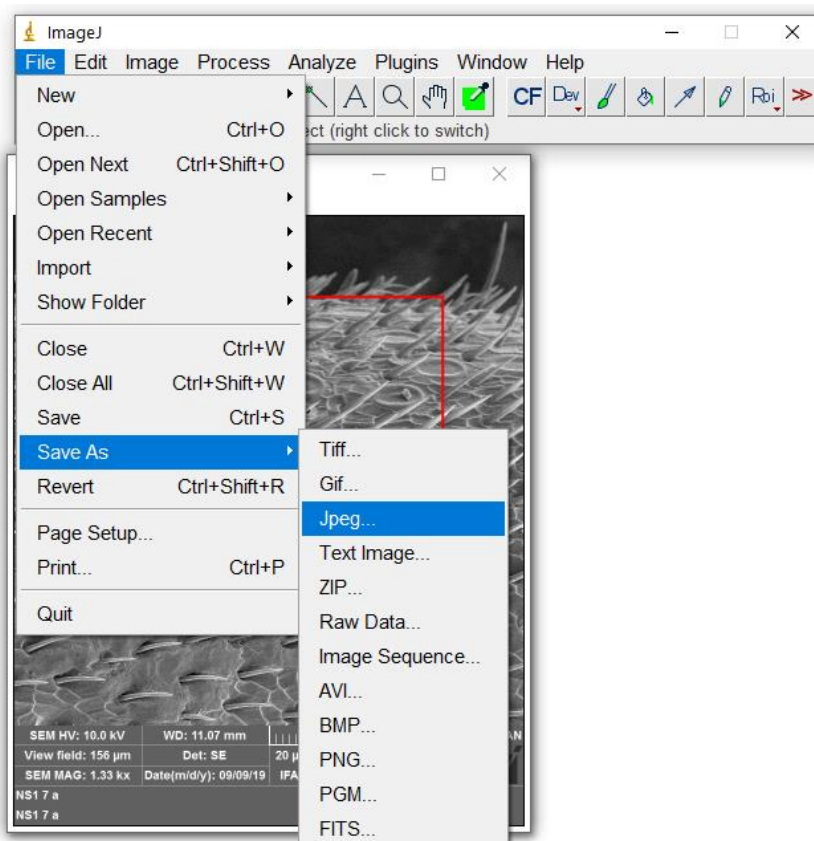 ImageJ
File Edit Image Process Analyze Plugins Window Help
CF Dev
ect (right click to switch)
New
Open... Ctrl+O
Open Next Ctrl+Shift+O
Open Samples
Open Recent
Import
Show Folder
Close Ctrl+W
Close All Ctrl+Shift+W
Save Ctrl+S
Save As
Revert Ctrl+Shift+R
Page Setup...
Print... Ctrl+P
Quit
Tiff...
Gif...
Jpeg...
Text Image...
ZIP...
Raw Data...
Image Sequence...
AVI...
BMP...
PNG...
PGM...
FITS...
SEM HV: 10.0 kV WD: 11.07 mm AN
View field: 156 µm Det: SE 20 µ
SEM MAG: 1.33 kx Date(m/d/y): 09/09/19 IFA
NS1 7 a
NS1 7 a